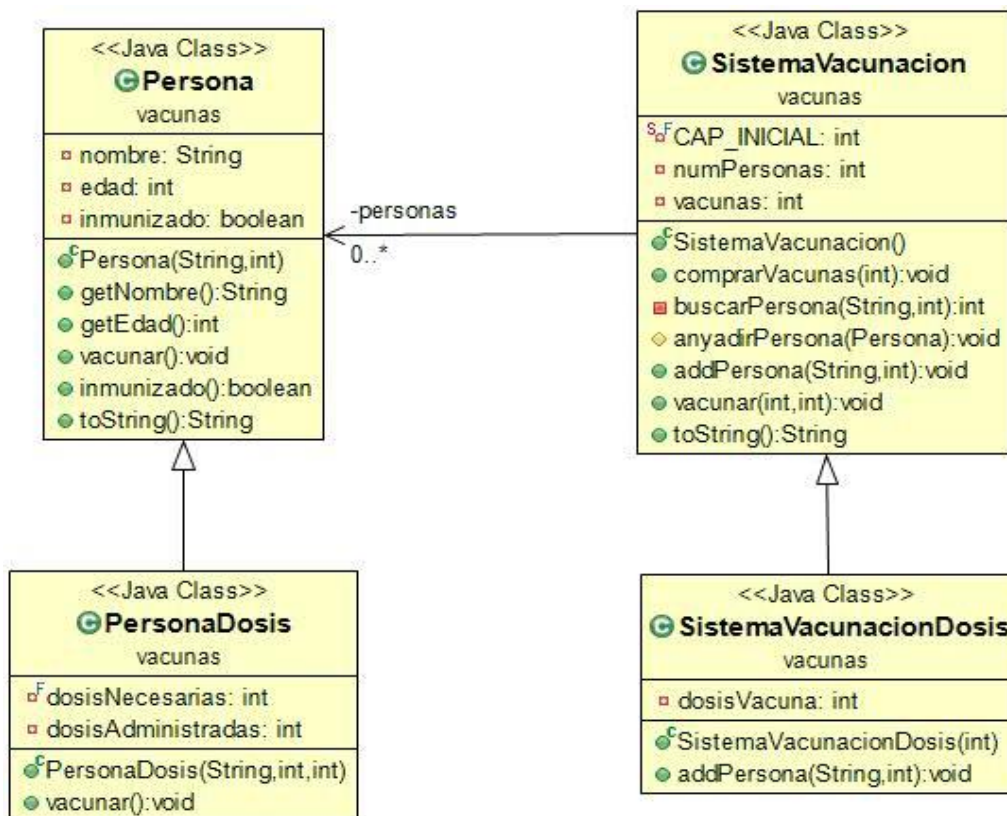 <<Java Class>>
Persona
vacunas
nombre: String
edad: int
inmunizado: boolean
Persona(String,int)
getNombre():String
getEdad():int
vacunar():void
inmunizado():boolean
toString():String
-personas
0..*
<<Java Class>>
SistemaVacunacion
vacunas
CAP_INICIAL: int
numPersonas: int
vacunas: int
SistemaVacunacion()
comprarVacunas(int):void
buscarPersona(String,int):int
anyadirPersona(Persona):void
addPersona(String,int):void
vacunar(int,int):void
toString():String
<<Java Class>>
PersonaDosis
vacunas
dosisNecesarias: int
dosisAdministradas: int
PersonaDosis(String,int,int)
vacunar():void
<<Java Class>>
SistemaVacunacionDosis
vacunas
dosisVacuna: int
SistemaVacunacionDosis(int)
addPersona(String,int):void